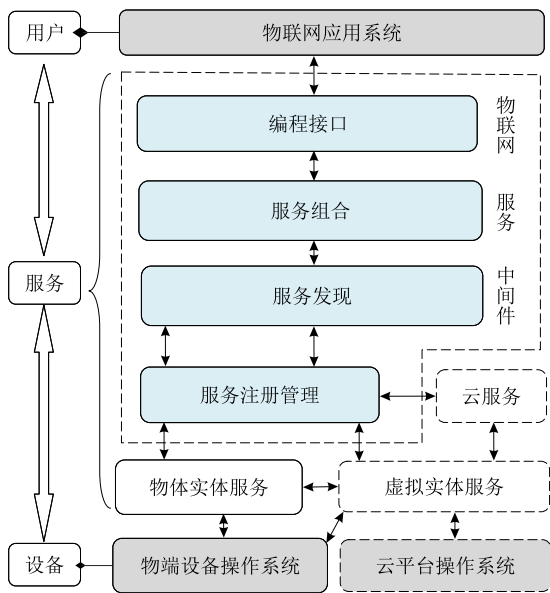 用户
物联网应用系统
编程接口
物联网
服务组合
服务
服务
服务发现
中间件
服务注册管理
云服务
物体实体服务
虚拟实体服务
设备
物端设备操作系统
云平台操作系统